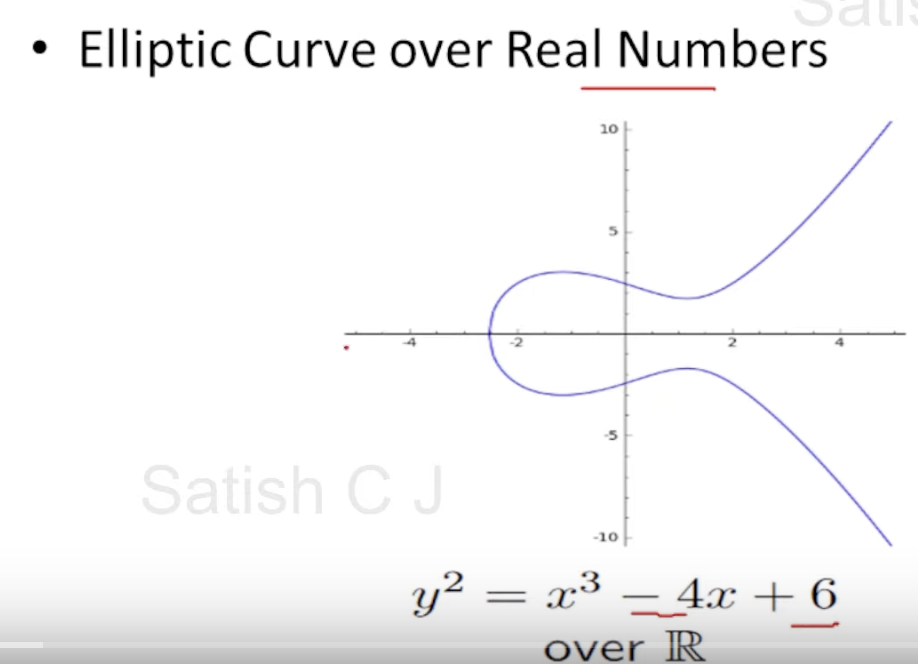 Satis
• Elliptic Curve over Real Numbers
10
5
-4 -2 2 4
-5
Satish C J
-10
y² = x³ − 4x + 6
over ℝ